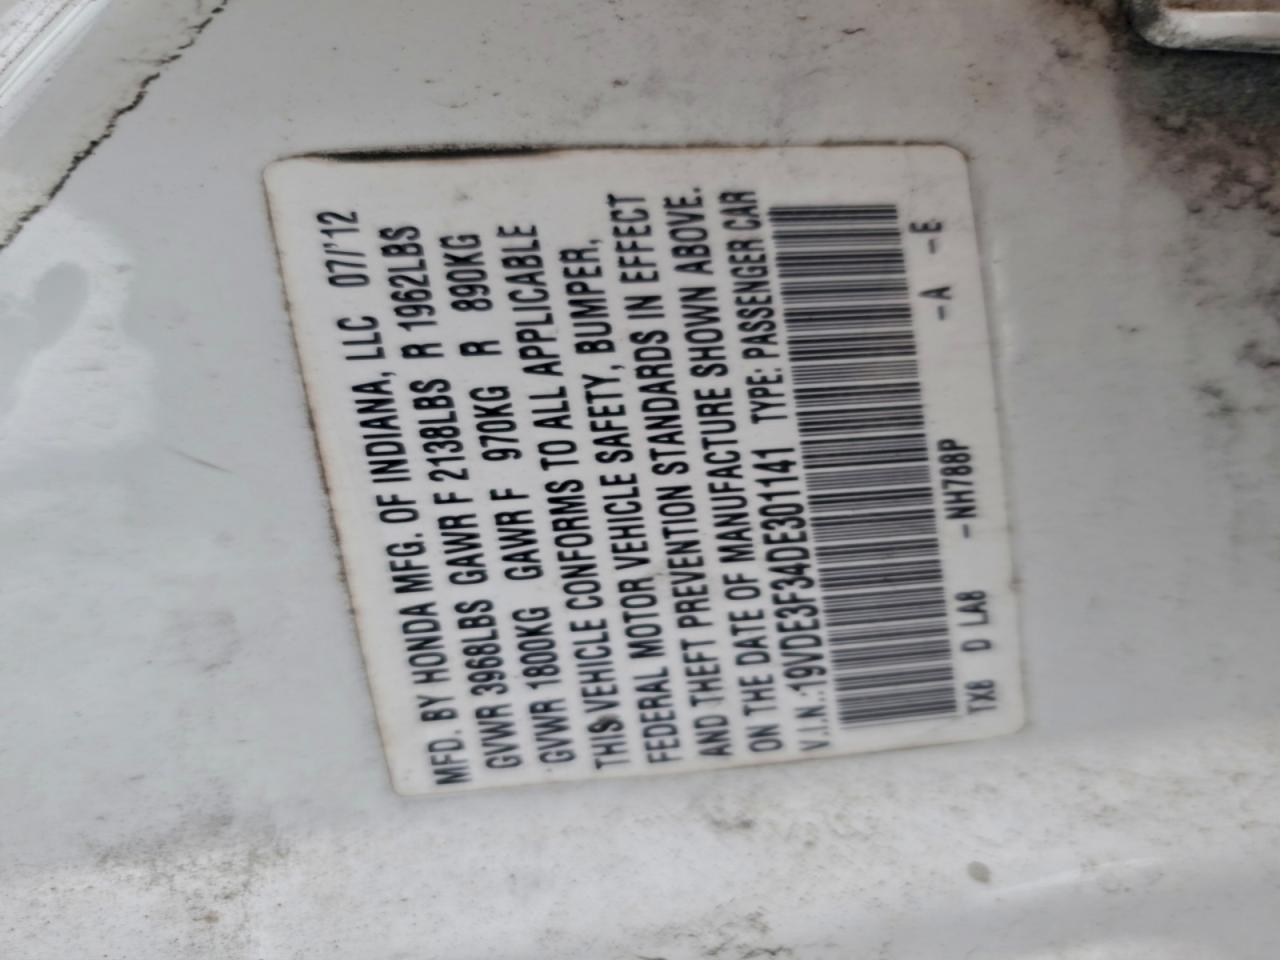 MFD. BY HONDA MFG. OF INDIANA, LLC 07/'12
GVWR 3968LBS GAWR F 2138LBS R 1962LBS
GVWR 1800KG GAWR F 970KG R 890KG
THIS VEHICLE CONFORMS TO ALL APPLICABLE
FEDERAL MOTOR VEHICLE SAFETY, BUMPER,
AND THEFT PREVENTION STANDARDS IN EFFECT
ON THE DATE OF MANUFACTURE SHOWN ABOVE.
V.I.N.:19VDE3F34DE301141 TYPE: PASSENGER CAR
TX8 D LA8 -NH788P -A -E